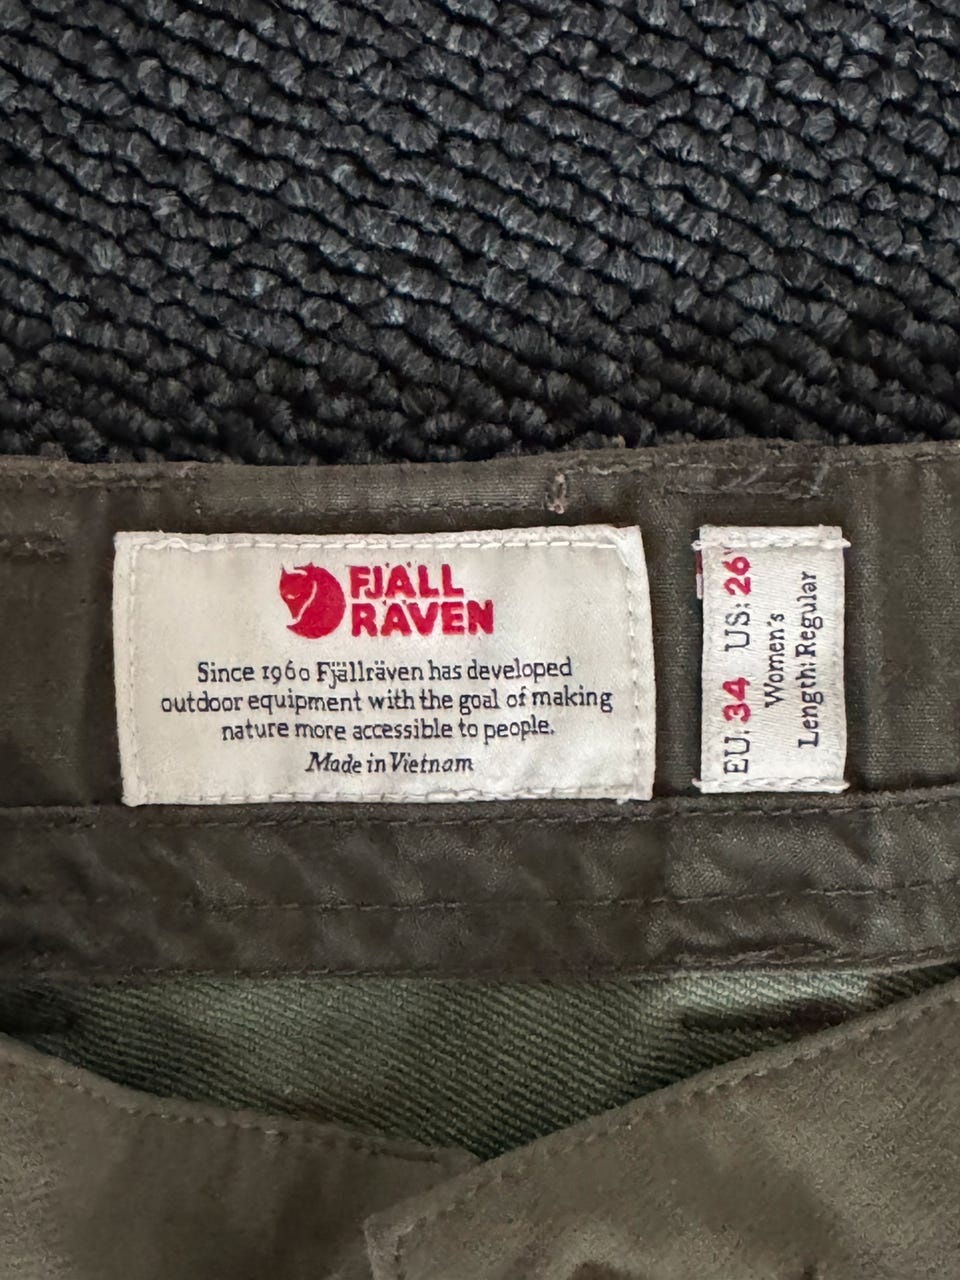 FJÄLL
RÄVEN
Since 1960 Fjällräven has developed
outdoor equipment with the goal of making
nature more accessible to people.
Made in Vietnam
EU: 34 US: 26"
Women's
Length: Regular